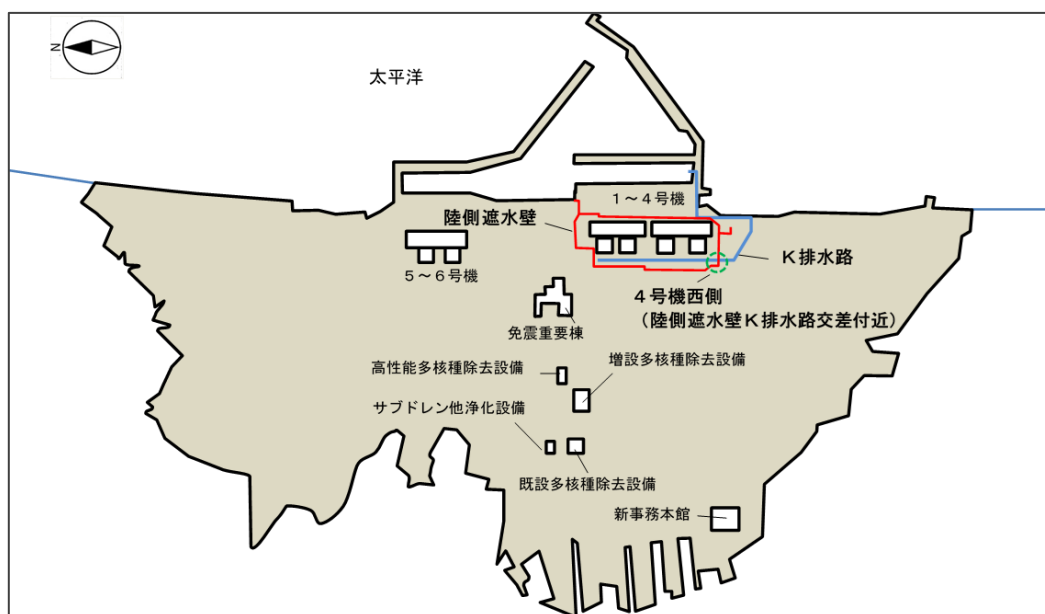 N
太平洋
１～４号機
陸側遮水壁
５～６号機
Ｋ排水路
４号機西側
（陸側遮水壁Ｋ排水路交差付近）
免震重要棟
高性能多核種除去設備
増設多核種除去設備
サブドレン他浄化設備
既設多核種除去設備
新事務本館